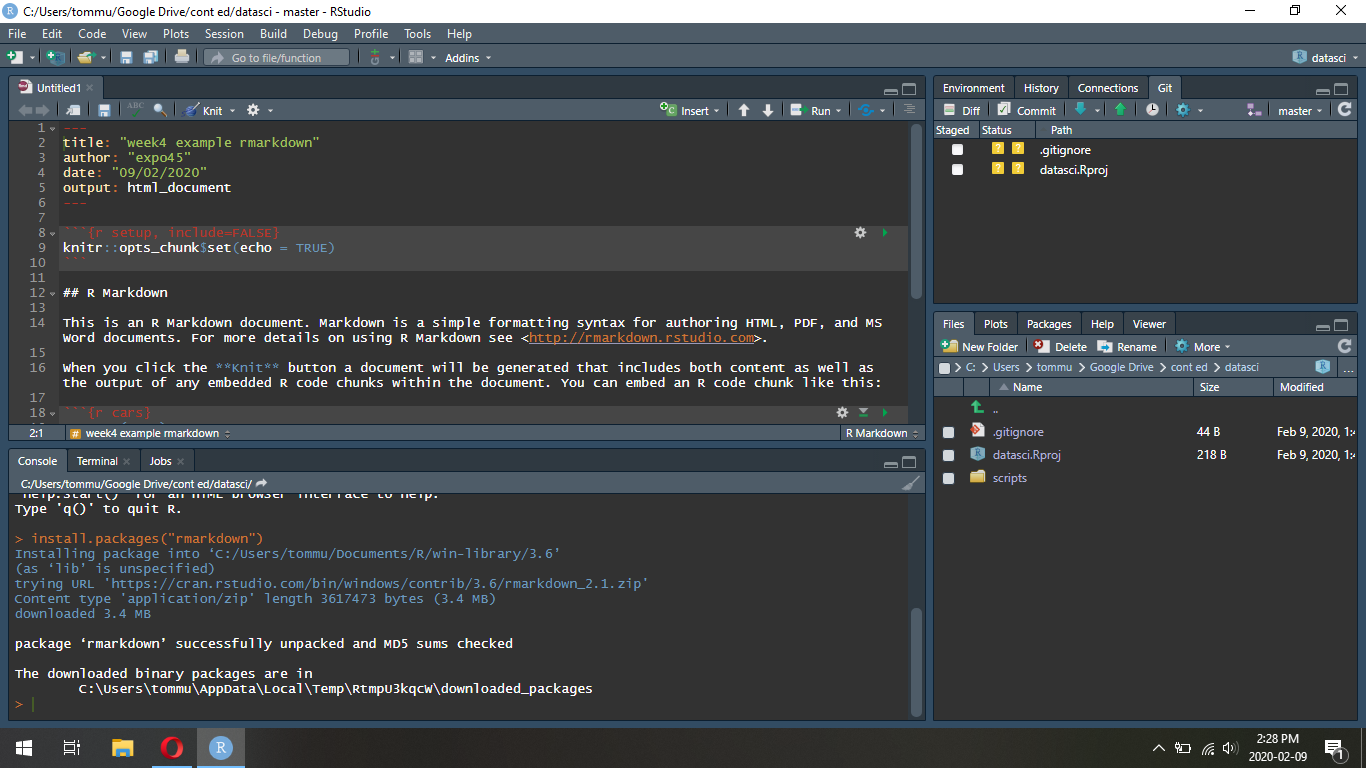 C:/Users/tommu/Google Drive/cont ed/datasci - master - RStudio
File Edit Code View Plots Session Build Debug Profile Tools Help
Go to file/function Addins datasci
Untitled1
ABC Knit Insert Run
1 ---
2 title: "week4 example rmarkdown"
3 author: "expo45"
4 date: "09/02/2020"
5 output: html_document
6 ---
7
8 ```{r setup, include=FALSE}
9 knitr::opts_chunk$set(echo = TRUE)
10 ```
11
12 ## R Markdown
13
14 This is an R Markdown document. Markdown is a simple formatting syntax for authoring HTML, PDF, and MS
Word documents. For more details on using R Markdown see <http://rmarkdown.rstudio.com>.
15
16 When you click the **Knit** button a document will be generated that includes both content as well as
the output of any embedded R code chunks within the document. You can embed an R code chunk like this:
17
18 ```{r cars}
2:1 # week4 example rmarkdown R Markdown
Console Terminal Jobs
C:/Users/tommu/Google Drive/cont ed/datasci/
'help.start()' for an HTML browser interface to help.
Type 'q()' to quit R.
> install.packages("rmarkdown")
Installing package into ‘C:/Users/tommu/Documents/R/win-library/3.6’
(as ‘lib’ is unspecified)
trying URL 'https://cran.rstudio.com/bin/windows/contrib/3.6/rmarkdown_2.1.zip'
Content type 'application/zip' length 3617473 bytes (3.4 MB)
downloaded 3.4 MB
package ‘rmarkdown’ successfully unpacked and MD5 sums checked
The downloaded binary packages are in
C:\Users\tommu\AppData\Local\Temp\RtmpU3kqcW\downloaded_packages
>
Environment History Connections Git
Diff Commit master
Staged Status Path
? ? .gitignore
? ? datasci.Rproj
Files Plots Packages Help Viewer
New Folder Delete Rename More
C: Users tommu Google Drive cont ed datasci ...
Name Size Modified
..
.gitignore 44 B Feb 9, 2020, 1:4
datasci.Rproj 218 B Feb 9, 2020, 1:4
scripts
2:28 PM
2020-02-09
1